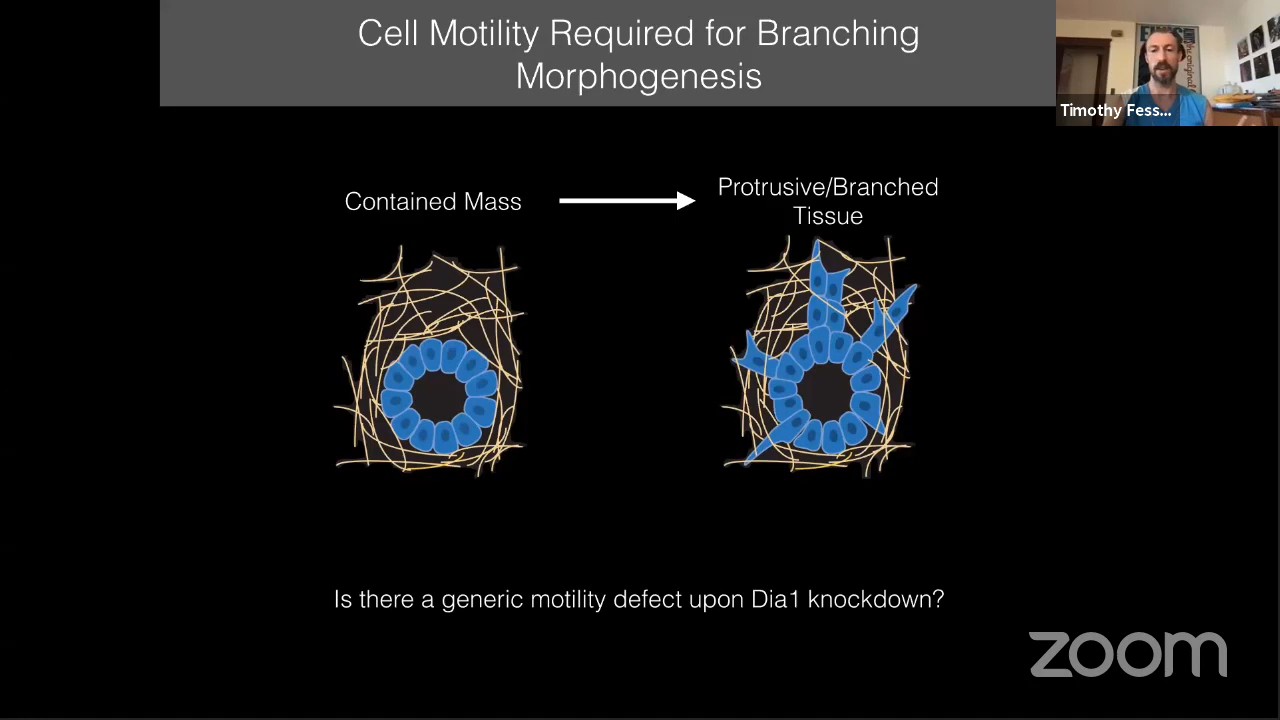 Cell Motility Required for Branching
Morphogenesis
Timothy Fess...
Contained Mass
Protrusive/Branched
Tissue
Is there a generic motility defect upon Dia1 knockdown?
zoom